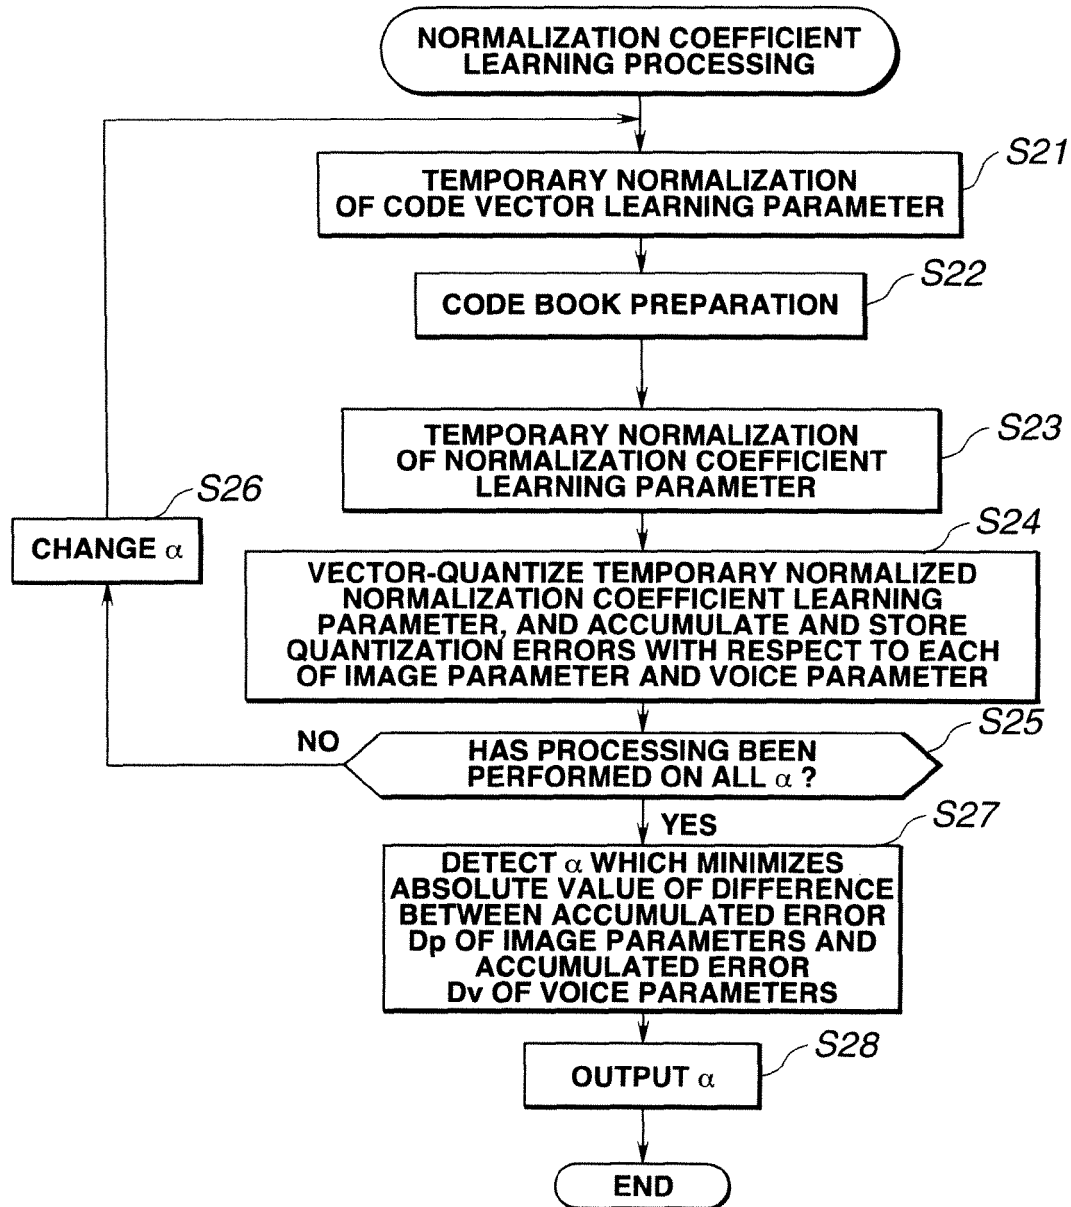 NORMALIZATION COEFFICIENT
LEARNING PROCESSING
S21
TEMPORARY NORMALIZATION
OF CODE VECTOR LEARNING PARAMETER
S22
CODE BOOK PREPARATION
S23
TEMPORARY NORMALIZATION
OF NORMALIZATION COEFFICIENT
LEARNING PARAMETER
S26
CHANGE α
S24
VECTOR-QUANTIZE TEMPORARY NORMALIZED
NORMALIZATION COEFFICIENT LEARNING
PARAMETER, AND ACCUMULATE AND STORE
QUANTIZATION ERRORS WITH RESPECT TO EACH
OF IMAGE PARAMETER AND VOICE PARAMETER
S25
NO
HAS PROCESSING BEEN
PERFORMED ON ALL α ?
YES
S27
DETECT α WHICH MINIMIZES
ABSOLUTE VALUE OF DIFFERENCE
BETWEEN ACCUMULATED ERROR
Dp OF IMAGE PARAMETERS AND
ACCUMULATED ERROR
Dv OF VOICE PARAMETERS
S28
OUTPUT α
END